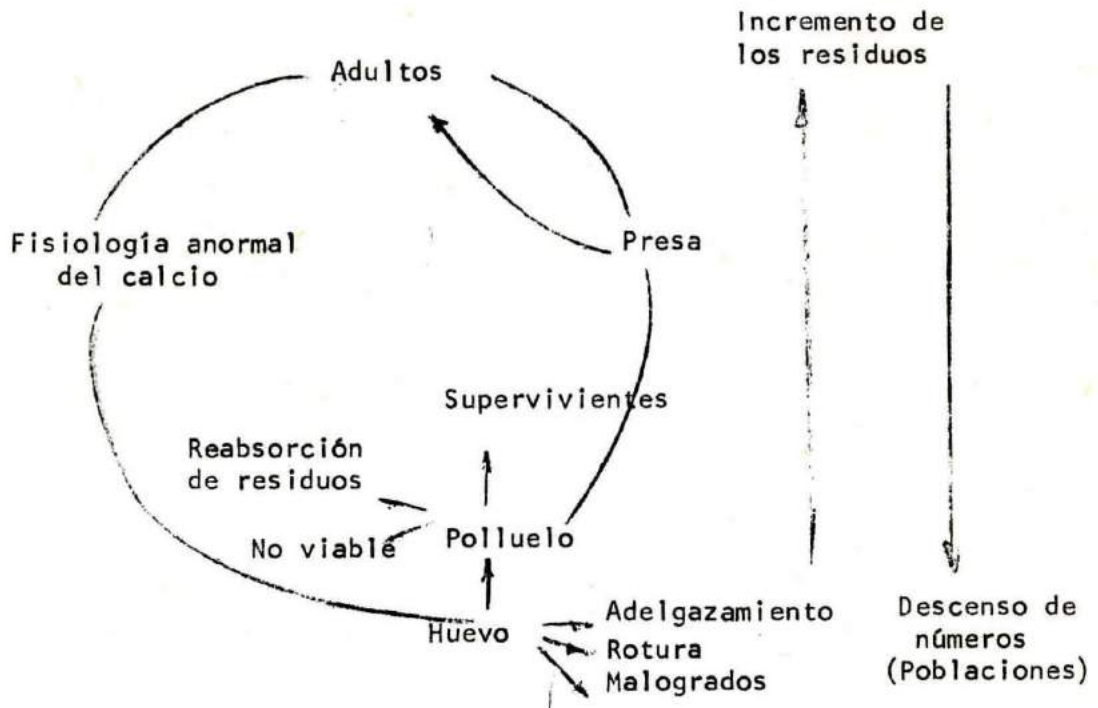 Incremento de
los residuos
Adultos
Fisiología anormal
del calcio
Presa
Supervivientes
Reabsorción
de residuos
No viable
Polluelo
Huevo
Adelgazamiento
Rotura
Malogrados
Descenso de
números
(Poblaciones)